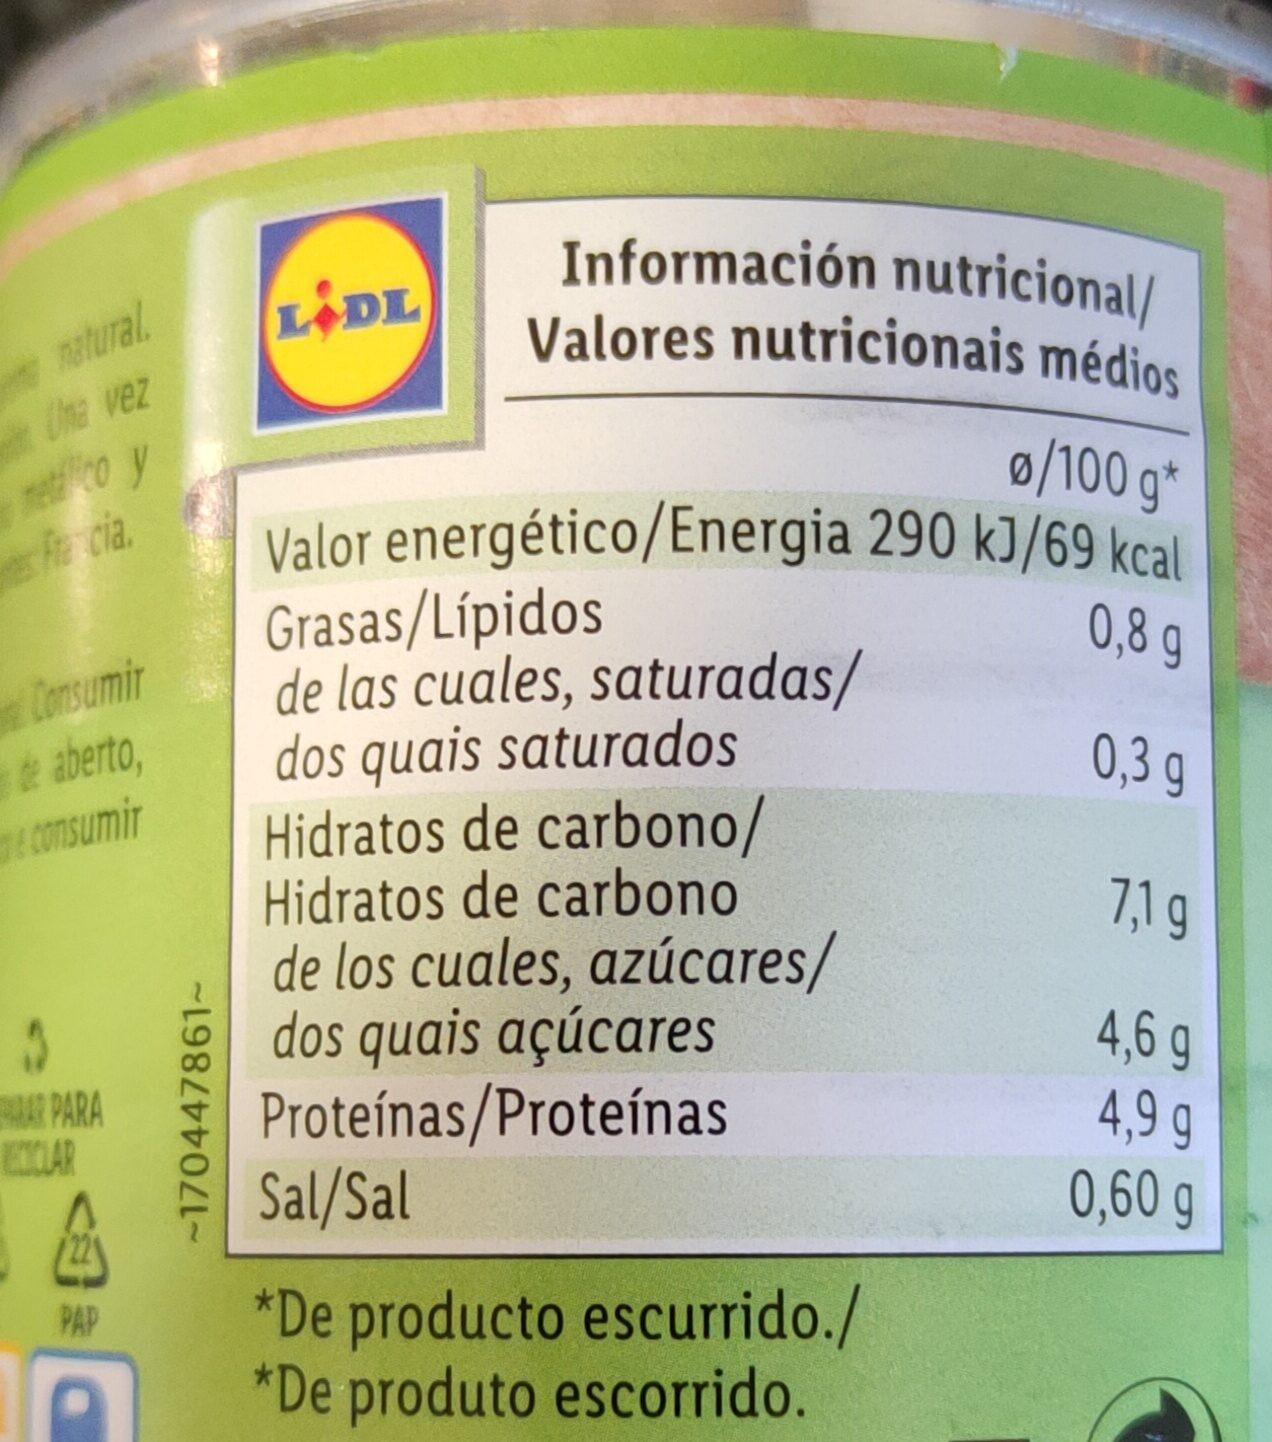 natural.
Una vez
metálico y
Francia.
Consumir
de aberto,
e consumir
PARA
RECICLAR
22
PAP
~170447861~
LIDL
Información nutricional/
Valores nutricionais médios
ø/100 g*
Valor energético/Energia 290 kJ/69 kcal
Grasas/Lípidos 0,8 g
de las cuales, saturadas/
dos quais saturados 0,3 g
Hidratos de carbono/
Hidratos de carbono 7,1 g
de los cuales, azúcares/
dos quais açúcares 4,6 g
Proteínas/Proteínas 4,9 g
Sal/Sal 0,60 g
*De producto escurrido./
*De produto escorrido.